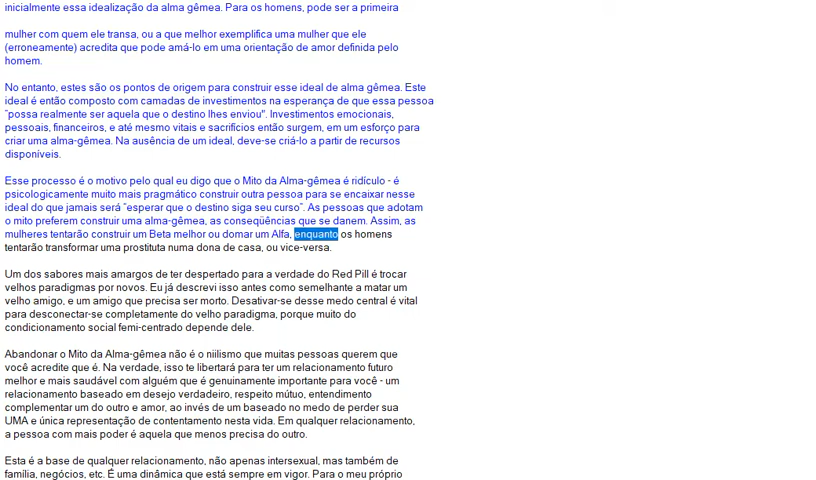 inicialmente essa idealização da alma gêmea. Para os homens, pode ser a primeira
mulher com quem ele transa, ou a que melhor exemplifica uma mulher que ele
(erroneamente) acredita que pode amá-lo em uma orientação de amor definida pelo
homem.
No entanto, estes são os pontos de origem para construir esse ideal de alma gêmea. Este
ideal é então composto com camadas de investimentos na esperança de que essa pessoa
"possa realmente ser aquela que o destino lhes enviou". Investimentos emocionais,
pessoais, financeiros, e até mesmo vitais e sacrifícios então surgem, em um esforço para
criar uma alma-gêmea. Na ausência de um ideal, deve-se criá-lo a partir de recursos
disponíveis.
Esse processo é o motivo pelo qual eu digo que o Mito da Alma-gêmea é ridículo - é
psicologicamente muito mais pragmático construir outra pessoa para se encaixar nesse
ideal do que jamais será "esperar que o destino siga seu curso". As pessoas que adotam
o mito preferem construir uma alma-gêmea, as conseqüências que se danem. Assim, as
mulheres tentarão construir um Beta melhor ou domar um Alfa, enquanto os homens
tentarão transformar uma prostituta numa dona de casa, ou vice-versa.
Um dos sabores mais amargos de ter despertado para a verdade do Red Pill é trocar
velhos paradigmas por novos. Eu já descrevi isso antes como semelhante a matar um
velho amigo, e um amigo que precisa ser morto. Desativar-se desse medo central é vital
para desconectar-se completamente do velho paradigma, porque muito do
condicionamento social femi-centrado depende dele.
Abandonar o Mito da Alma-gêmea não é o niilismo que muitas pessoas querem que
você acredite que é. Na verdade, isso te libertará para ter um relacionamento futuro
melhor e mais saudável com alguém que é genuinamente importante para você - um
relacionamento baseado em desejo verdadeiro, respeito mútuo, entendimento
complementar um do outro e amor, ao invés de um baseado no medo de perder sua
UMA e única representação de contentamento nesta vida. Em qualquer relacionamento,
a pessoa com mais poder é aquela que menos precisa do outro.
Esta é a base de qualquer relacionamento, não apenas intersexual, mas também de
família, negócios, etc. É uma dinâmica que está sempre em vigor. Para o meu próprio